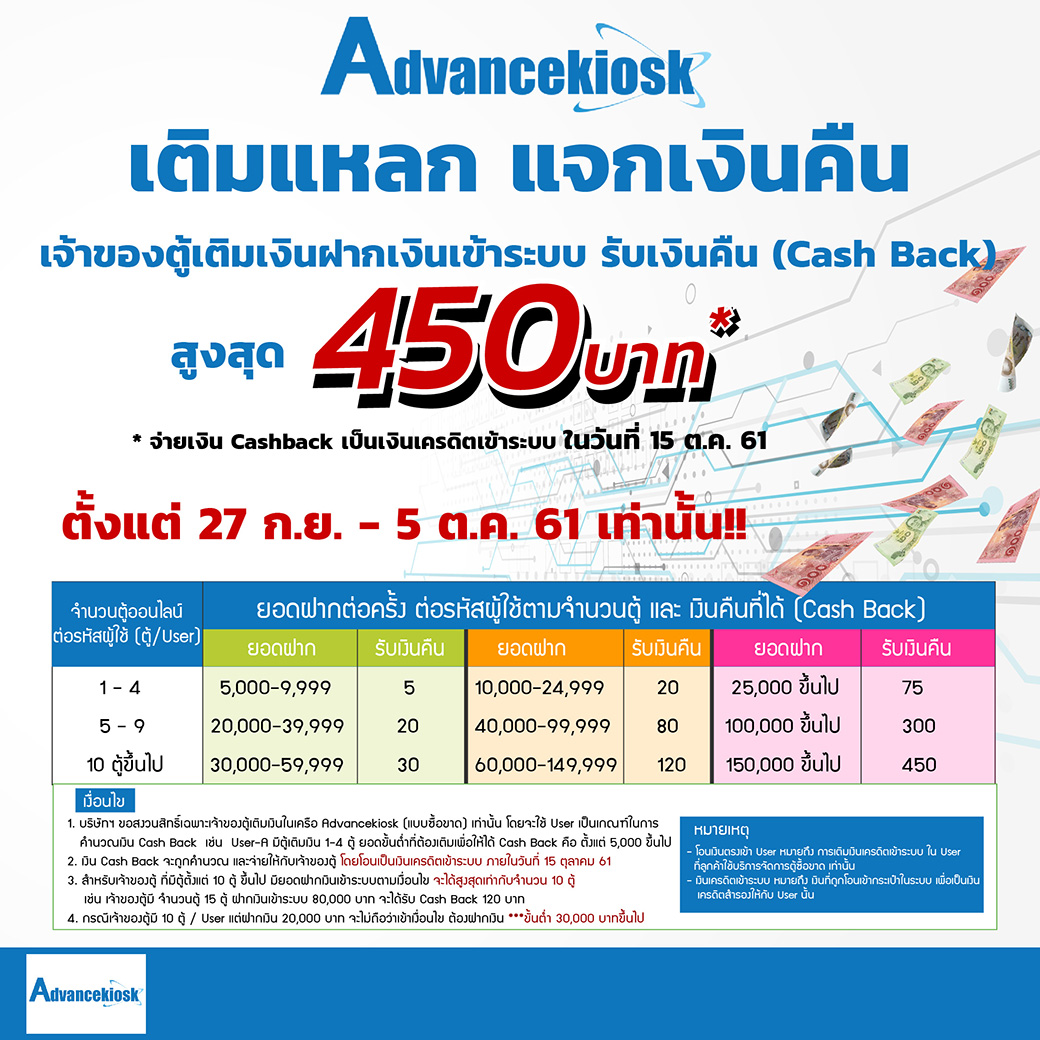 Advancekiosk
เติมแหลก แจกเงินคืน
เจ้าของตู้เติมเงินฝากเงินเข้าระบบ รับเงินคืน (Cash Back)
สูงสุด 450 บาท*
* จ่ายเงิน Cashback เป็นเงินเครดิตเข้าระบบ ในวันที่ 15 ต.ค. 61
ตั้งแต่ 27 ก.ย. - 5 ต.ค. 61 เท่านั้น!!
จำนวนตู้ออนไลน์
ต่อรหัสผู้ใช้ (ตู้/User)
ยอดฝากต่อครั้ง ต่อรหัสผู้ใช้ตามจำนวนตู้ และ เงินคืนที่ได้ (Cash Back)
ยอดฝาก รับเงินคืน ยอดฝาก รับเงินคืน ยอดฝาก รับเงินคืน
1 - 4 5,000-9,999 5 10,000-24,999 20 25,000 ขึ้นไป 75
5 - 9 20,000-39,999 20 40,000-99,999 80 100,000 ขึ้นไป 300
10 ตู้ขึ้นไป 30,000-59,999 30 60,000-149,999 120 150,000 ขึ้นไป 450
เงื่อนไข
1. บริษัทฯ ขอสงวนสิทธิ์เฉพาะเจ้าของตู้เติมเงินในเครือ Advancekiosk (แบบซื้อขาด) เท่านั้น โดยจะใช้ User เป็นเกณฑ์ในการ
คำนวณเงิน Cash Back เช่น User-A มีตู้เติมเงิน 1-4 ตู้ ยอดขั้นต่ำที่ต้องเติมเพื่อให้ได้ Cash Back คือ ตั้งแต่ 5,000 ขึ้นไป
2. เงิน Cash Back จะถูกคำนวณ และจ่ายให้กับเจ้าของตู้ โดยโอนเป็นเงินเครดิตเข้าระบบ ภายในวันที่ 15 ตุลาคม 61
3. สำหรับเจ้าของตู้ ที่มีตู้ตั้งแต่ 10 ตู้ ขึ้นไป มียอดฝากเงินเข้าระบบตามเงื่อนไข จะได้สูงสุดเท่ากับจำนวน 10 ตู้
เช่น เจ้าของตู้มี จำนวนตู้ 15 ตู้ ฝากเงินเข้าระบบ 80,000 บาท จะได้รับ Cash Back 120 บาท
4. กรณีเจ้าของตู้มี 10 ตู้ / User แต่ฝากเงิน 20,000 บาท จะไม่ถือว่าเข้าเงื่อนไข ต้องฝากเงิน ***ขั้นต่ำ 30,000 บาทขึ้นไป
หมายเหตุ
- โอนเงินตรงเข้า User หมายถึง การเติมเงินเครดิตเข้าระบบ ใน User
ที่ลูกค้าใช้บริการจัดการตู้ซื้อขาด เท่านั้น
- เงินเครดิตเข้าระบบ หมายถึง เงินที่ถูกโอนเข้ากระเป๋าในระบบ เพื่อเป็นเงิน
เครดิตสำรองให้กับ User นั้น
Advancekiosk